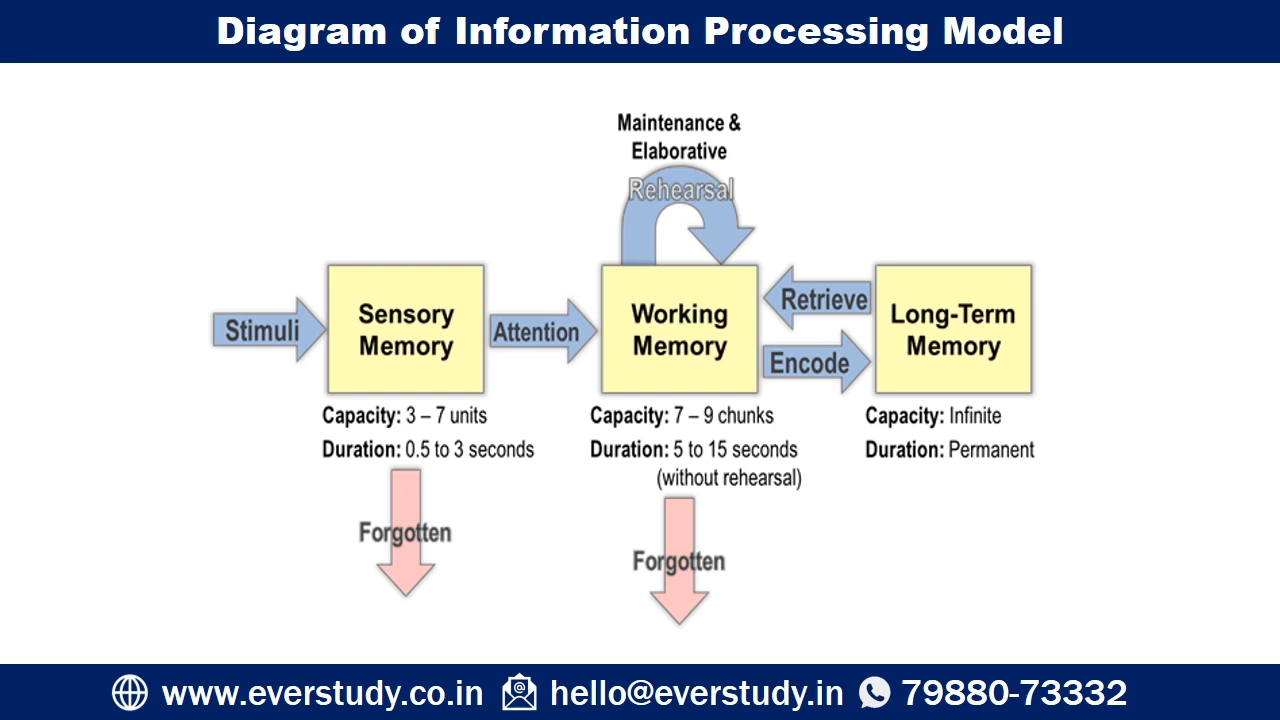 Diagram of Information Processing Model
Maintenance &
Elaborative
Rehearsal
Stimuli
Sensory
Memory
Attention
Working
Memory
Retrieve
Encode
Long-Term
Memory
Capacity: 3 – 7 units
Duration: 0.5 to 3 seconds
Forgotten
Capacity: 7 – 9 chunks
Duration: 5 to 15 seconds
(without rehearsal)
Forgotten
Capacity: Infinite
Duration: Permanent
www.everstudy.co.in hello@everstudy.in 79880-73332